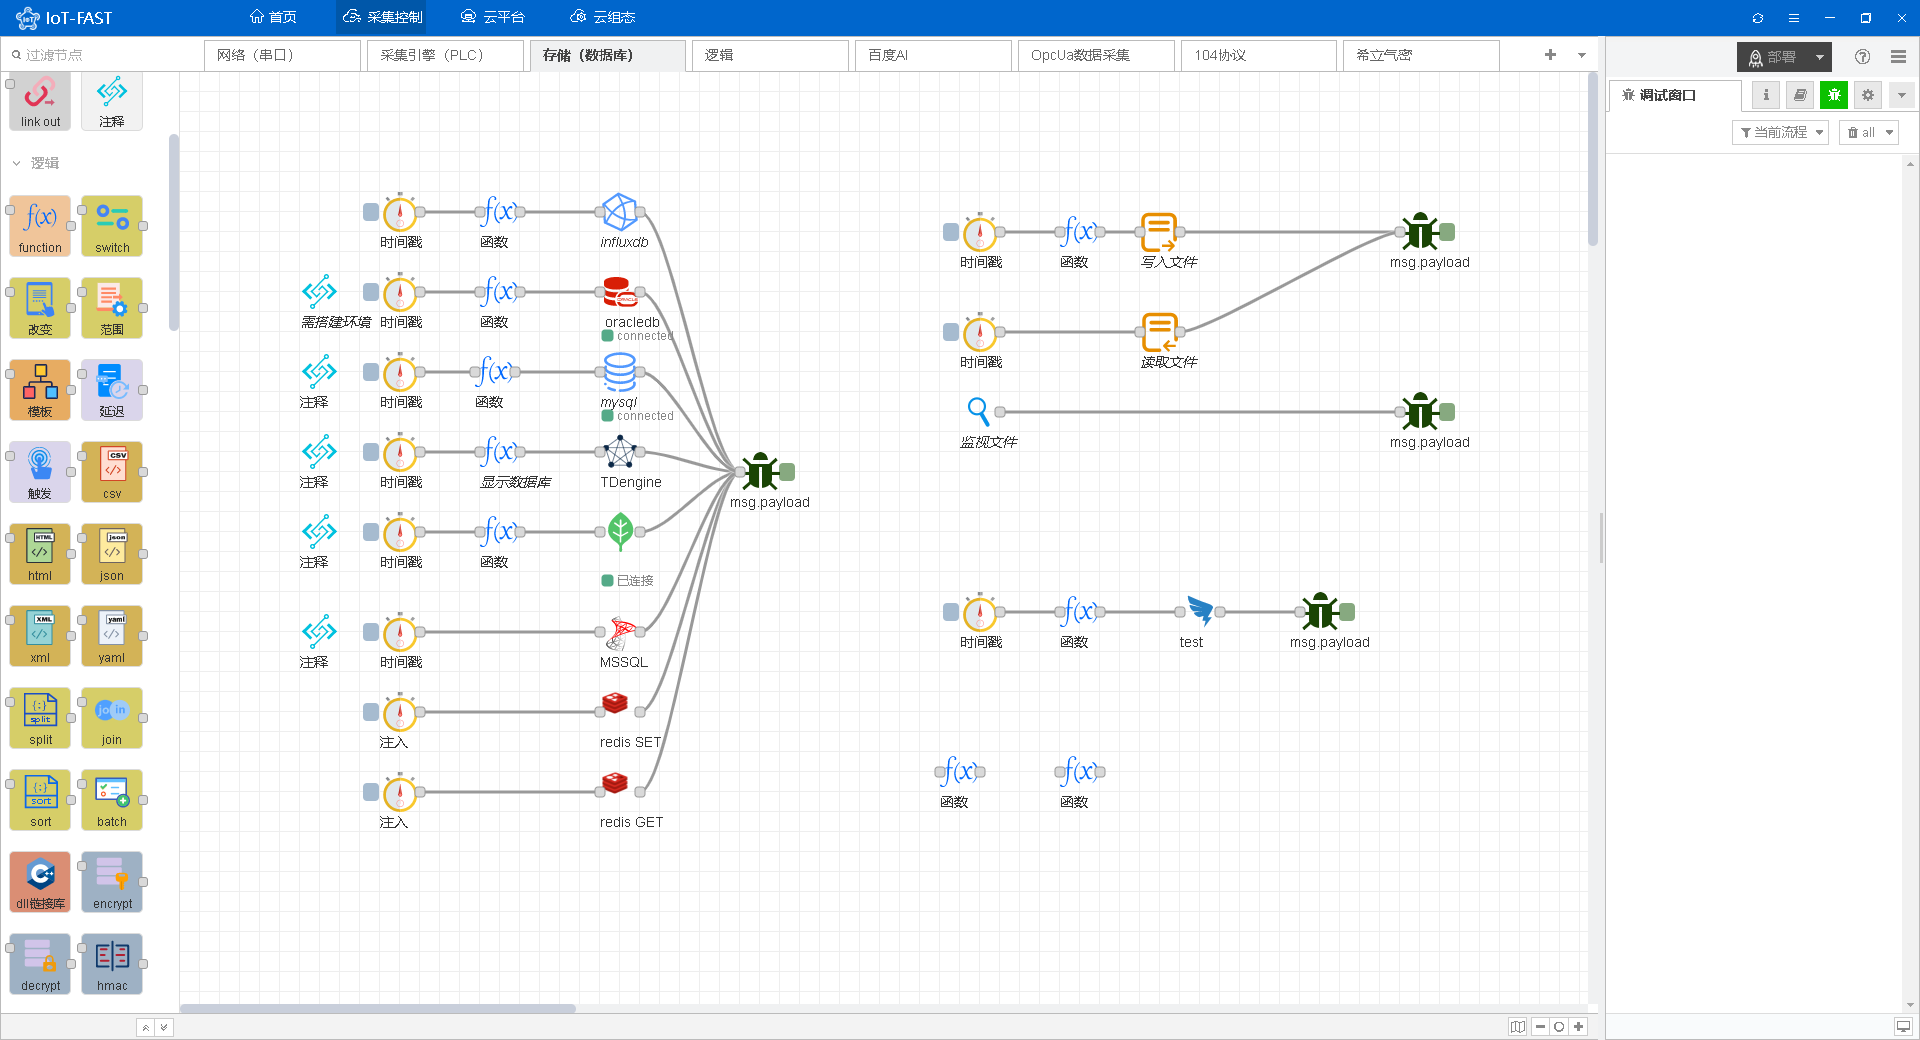 IoT-FAST
首页
采集控制
云平台
云组态
过滤节点
网络（串口）
采集引擎（PLC）
存储（数据库）
逻辑
百度AI
OpcUa数据采集
104协议
希立气密
部署
调试窗口
当前流程
all
link out
注释
逻辑
function
switch
改变
范围
模板
延迟
触发
CSV
csv
HTML
html
json
json
XML
xml
yaml
yaml
split
split
join
join
sort
sort
batch
dll链接库
encrypt
decrypt
hmac
时间戳
f(x)
函数
influxdb
需搭建环境
时间戳
f(x)
函数
oracledb
connected
注释
时间戳
f(x)
函数
mysql
connected
注释
时间戳
f(x)
显示数据库
TDengine
msg.payload
注释
时间戳
f(x)
函数
已连接
注释
时间戳
MSSQL
注入
redis SET
注入
redis GET
时间戳
f(x)
函数
写入文件
msg.payload
时间戳
读取文件
监视文件
msg.payload
时间戳
f(x)
函数
test
msg.payload
f(x)
函数
f(x)
函数